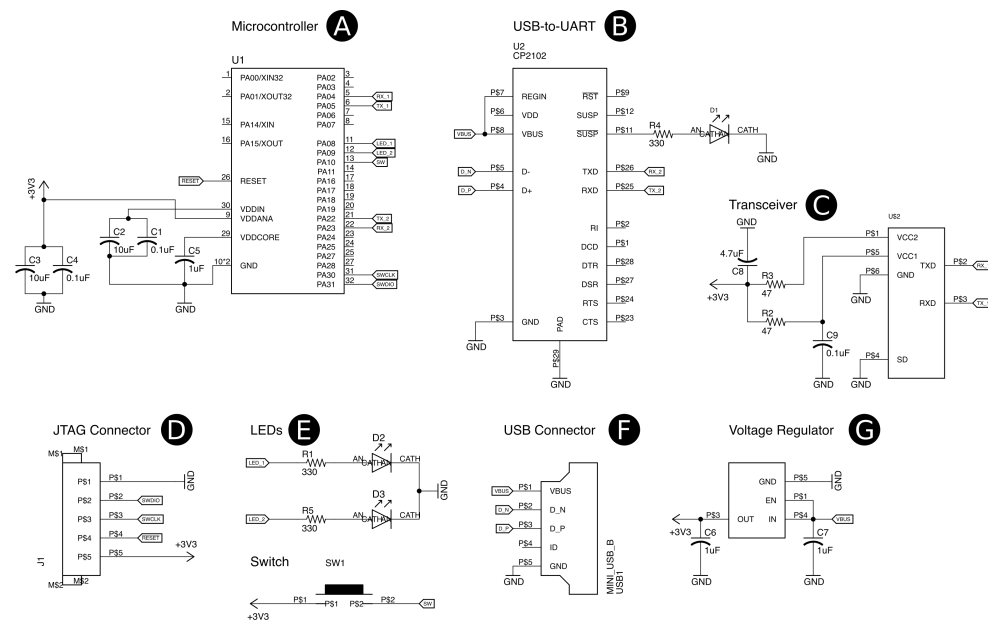 Microcontroller A
U1
1 PA00/XIN32
2 PA01/XOUT32
15 PA14/XIN
16 PA15/XOUT
RESET 26 RESET
30 VDDIN
9 VDDANA
29 VDDCORE
10*2 GND
PA02 3
PA03 4
PA04 5 RX_1
PA05 6 TX_1
PA06 7
PA07 8
PA08 11 LED_1
PA09 12 LED_2
PA10 13 SW
PA11 14
PA16 17
PA17 18
PA18 19
PA19 20
PA22 21 TX_2
PA23 22 RX_2
PA24 23
PA25 24
PA27 25
PA28 27
PA30 31 SWCLK
PA31 32 SWDIO
+3V3
C3
10uF
C4
0.1uF
GND
C2
10uF
C1
0.1uF
C5
1uF
GND
USB-to-UART B
U2
CP2102
P$7 REGIN
P$6 VDD
VBUS P$8 VBUS
D_N P$5 D-
D_P P$4 D+
P$3 GND
GND
PAD
P$29
GND
RST P$9
SUSP P$12
SUSP P$11
TXD P$26 RX_2
RXD P$25 TX_2
RI P$2
DCD P$1
DTR P$28
DSR P$27
RTS P$24
CTS P$23
R4
330
D1
AN CATHAN CATH
GND
Transceiver C
GND
4.7uF
C8
+3V3
R3
47
R2
47
C9
0.1uF
GND
U$2
P$1 VCC2
P$5 VCC1
P$6 GND
GND
P$4 SD
GND
TXD P$2 RX_
RXD P$3 TX_
JTAG Connector D
M$1 M$1
P$1 P$1 GND
P$2 P$2 SWDIO
P$3 P$3 SWCLK
P$4 P$4 RESET
P$5 P$5 +3V3
J1
M$2 M$2
LEDs E
LED_1 R1
330
D2
AN CATHAN CATH
LED_2 R5
330
D3
AN CATHAN CATH
GND
Switch
SW1
+3V3
P$1 P$1 P$2 P$2 SW
USB Connector F
VBUS P$1 VBUS
D_N P$2 D_N
D_P P$3 D_P
P$4 ID
P$5 GND
GND
MINI_USB_B
USB1
Voltage Regulator G
GND P$5 GND
EN P$1
IN P$4 VBUS
OUT P$3
+3V3
C6
1uF
GND
C7
1uF
GND